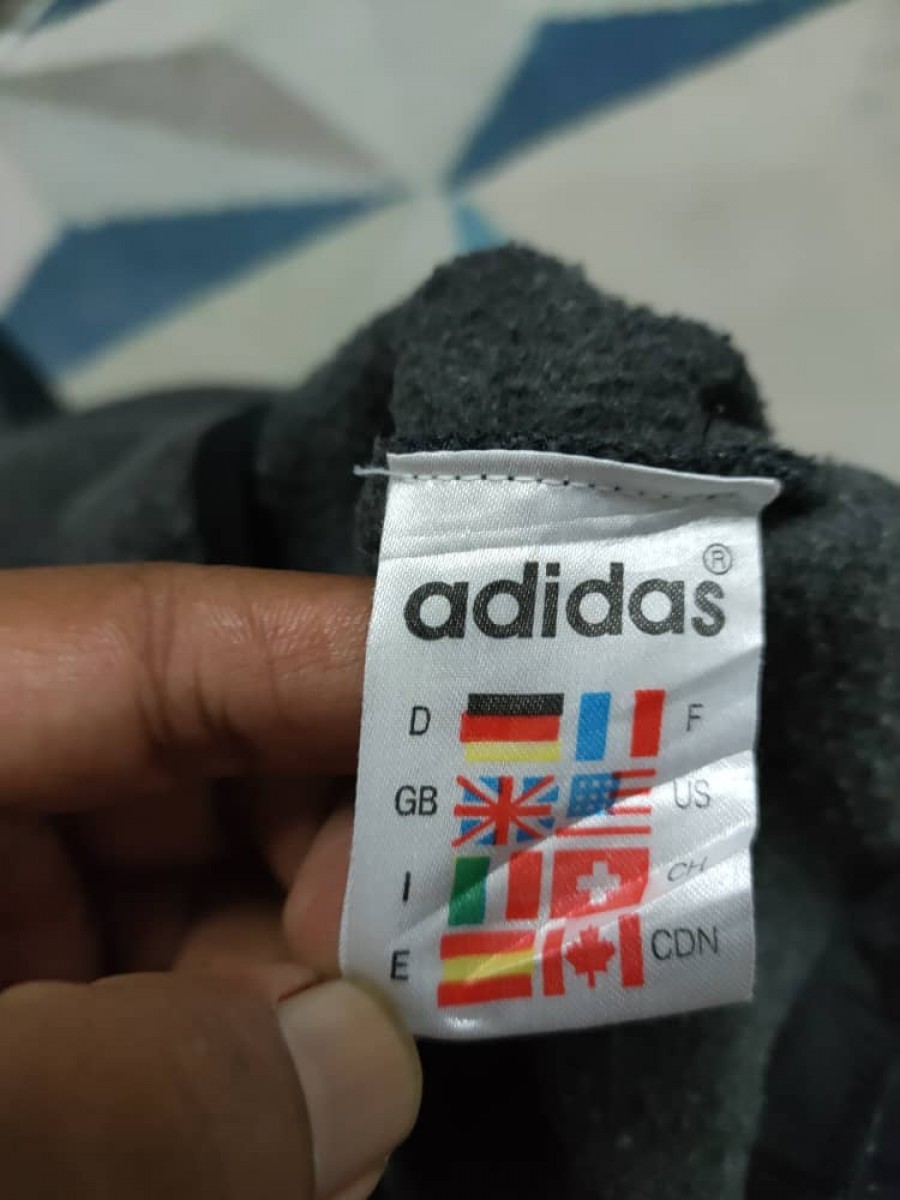 adidas®
D F
GB US
I CH
E CDN